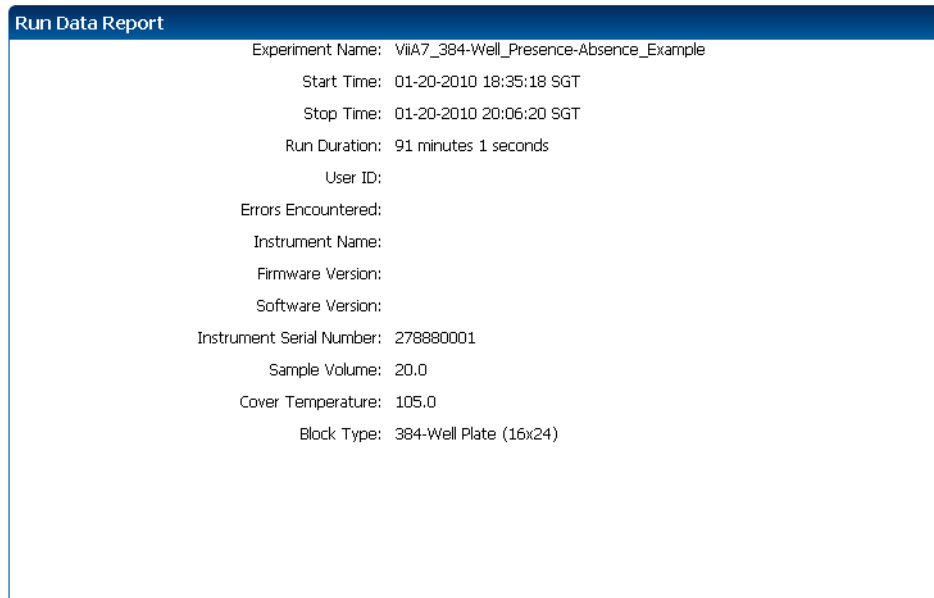 Run Data Report
Experiment Name: ViiA7_384-Well_Presence-Absence_Example
Start Time: 01-20-2010 18:35:18 SGT
Stop Time: 01-20-2010 20:06:20 SGT
Run Duration: 91 minutes 1 seconds
User ID:
Errors Encountered:
Instrument Name:
Firmware Version:
Software Version:
Instrument Serial Number: 278880001
Sample Volume: 20.0
Cover Temperature: 105.0
Block Type: 384-Well Plate (16x24)